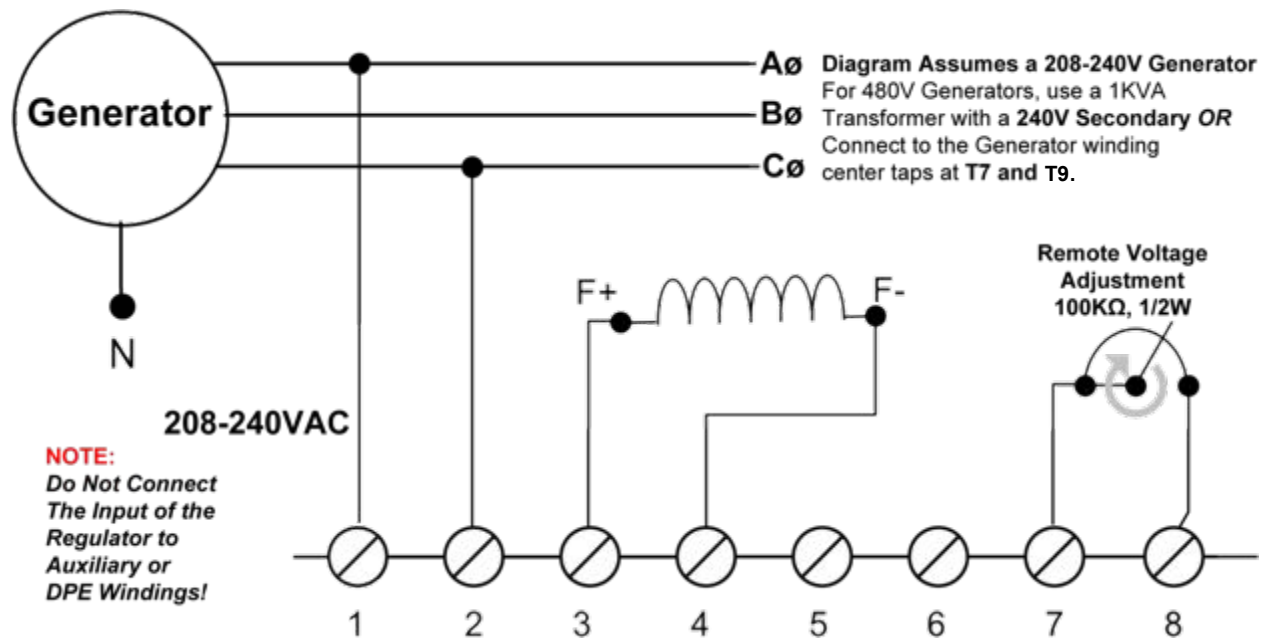 Generator
Aø
Bø
Cø
Diagram Assumes a 208-240V Generator
For 480V Generators, use a 1KVA
Transformer with a 240V Secondary OR
Connect to the Generator winding
center taps at T7 and T9.
N
208-240VAC
NOTE:
Do Not Connect
The Input of the
Regulator to
Auxiliary or
DPE Windings!
F+
F-
Remote Voltage
Adjustment
100KΩ, 1/2W
1 2 3 4 5 6 7 8